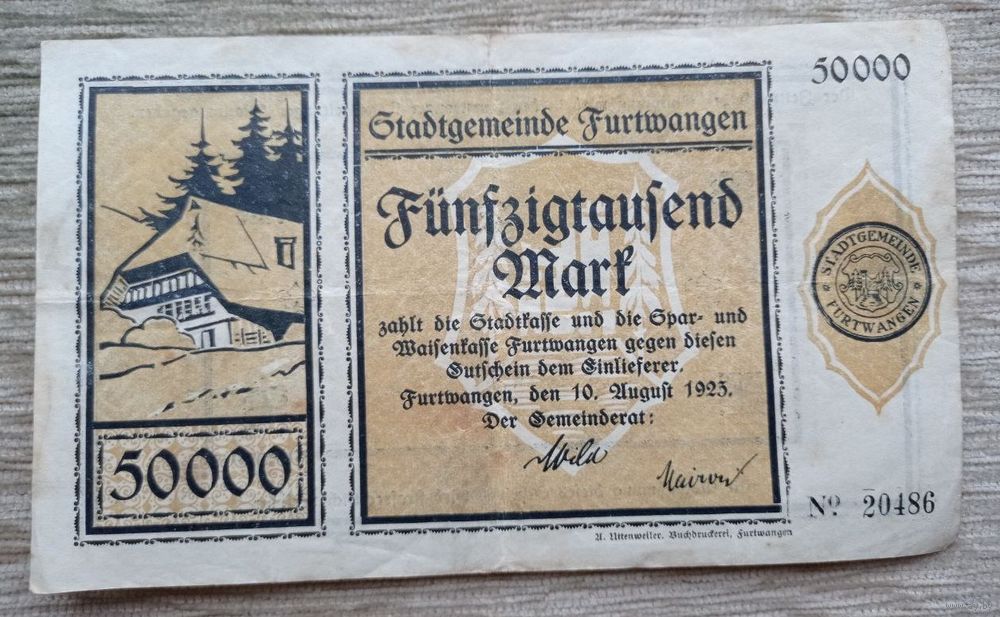 50000
Stadtgemeinde Furtwangen
Fünfzigtausend
Mark
zahlt die Stadtkasse und die Spar- und
Waisenkasse Furtwangen gegen diesen
Gutschein dem Einlieferer.
Furtwangen, den 10. August 1923.
Der Gemeinderat:
Wild
50000
STADTGEMEINDE
FURTWANGEN
No 20486
A. Uttenweiler, Buchdruckerei, Furtwangen